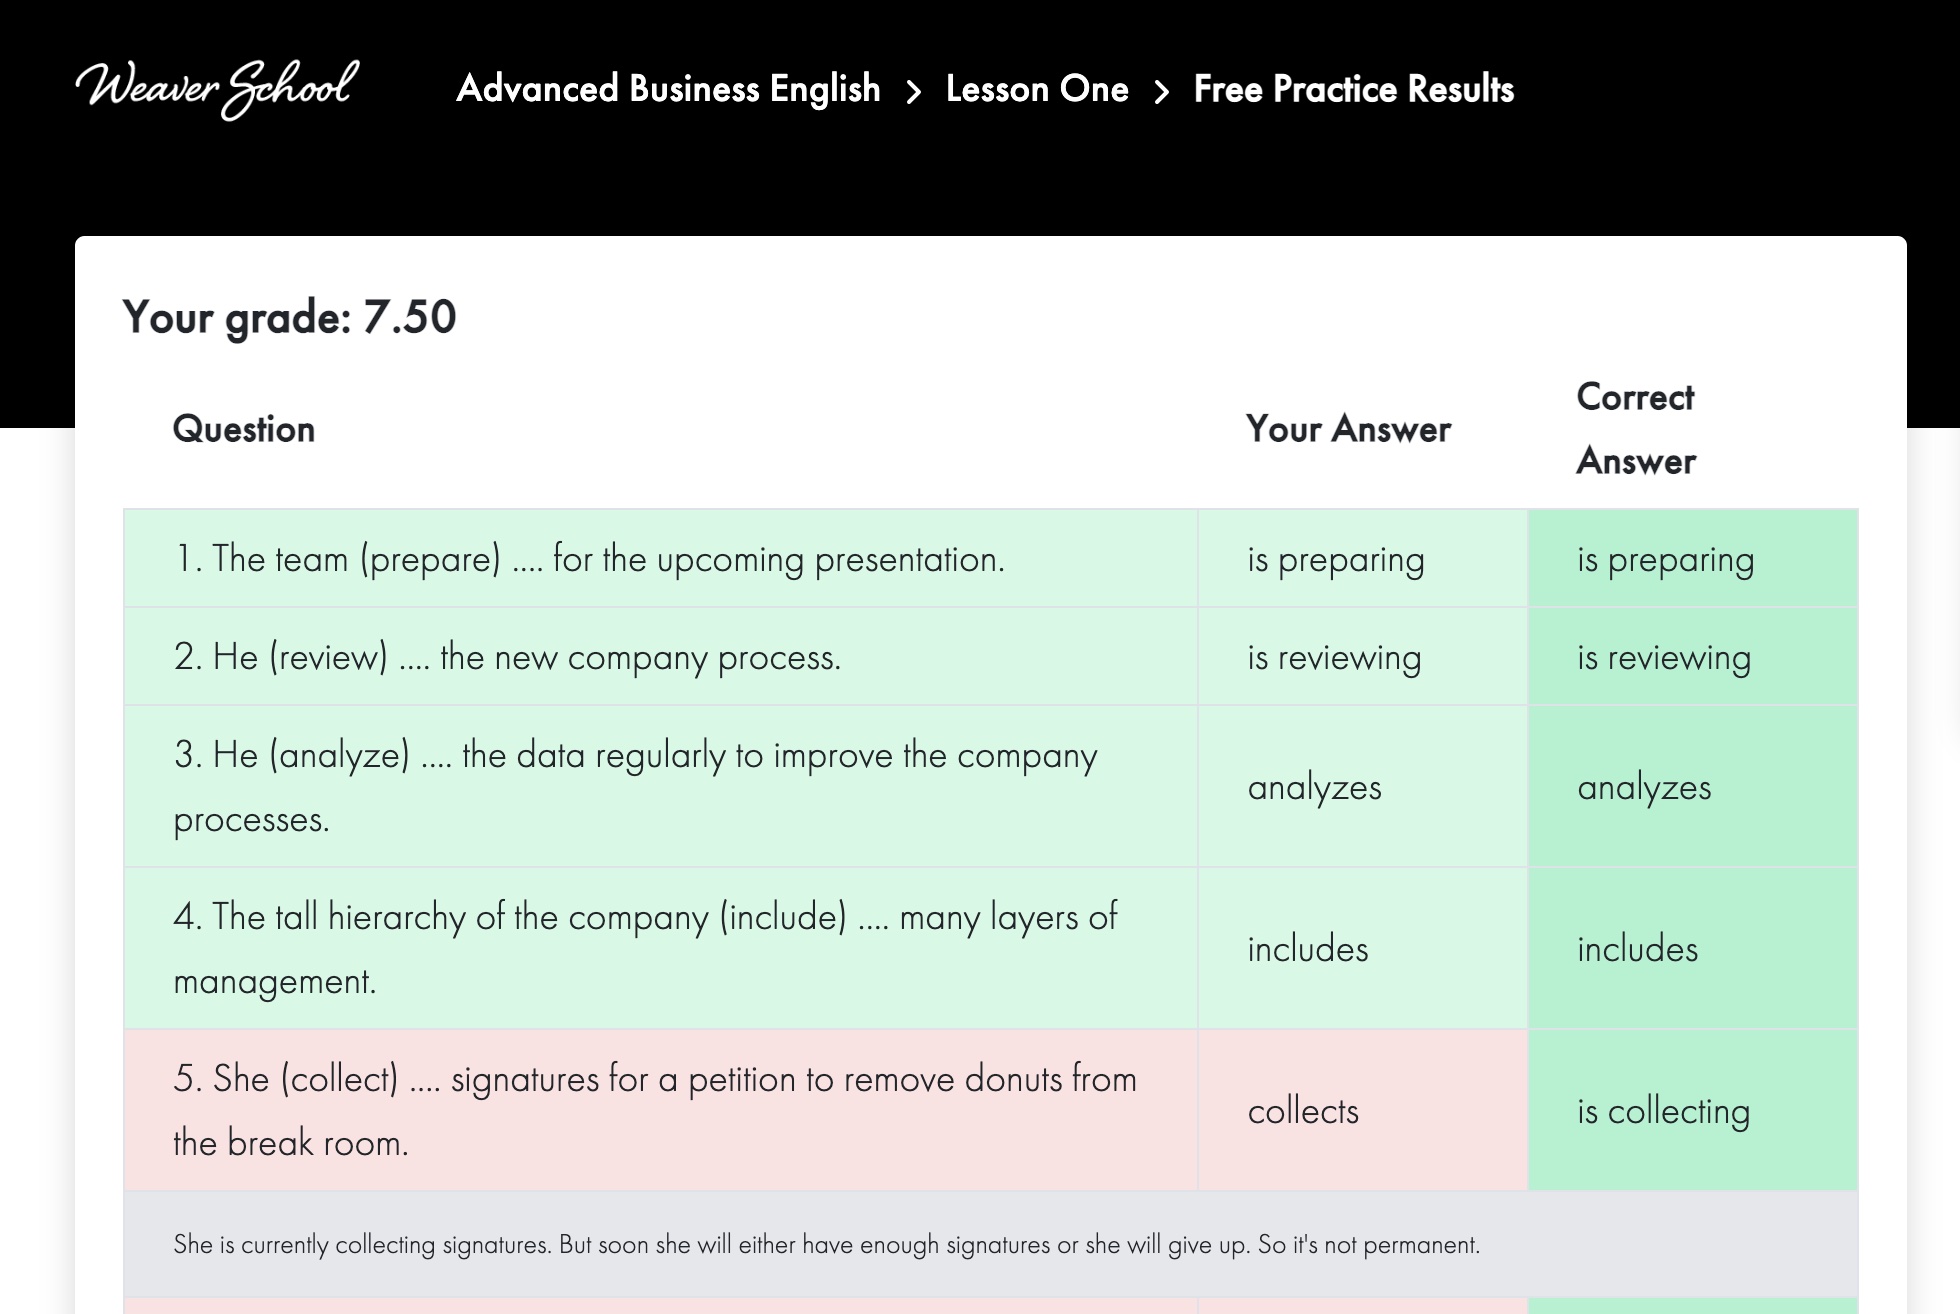 Weaver School
Advanced Business English > Lesson One > Free Practice Results
Your grade: 7.50
Question Your Answer Correct Answer
1. The team (prepare) .... for the upcoming presentation. is preparing is preparing
2. He (review) .... the new company process. is reviewing is reviewing
3. He (analyze) .... the data regularly to improve the company
processes. analyzes analyzes
4. The tall hierarchy of the company (include) .... many layers of
management. includes includes
5. She (collect) .... signatures for a petition to remove donuts from
the break room. collects is collecting
She is currently collecting signatures. But soon she will either have enough signatures or she will give up. So it's not permanent.